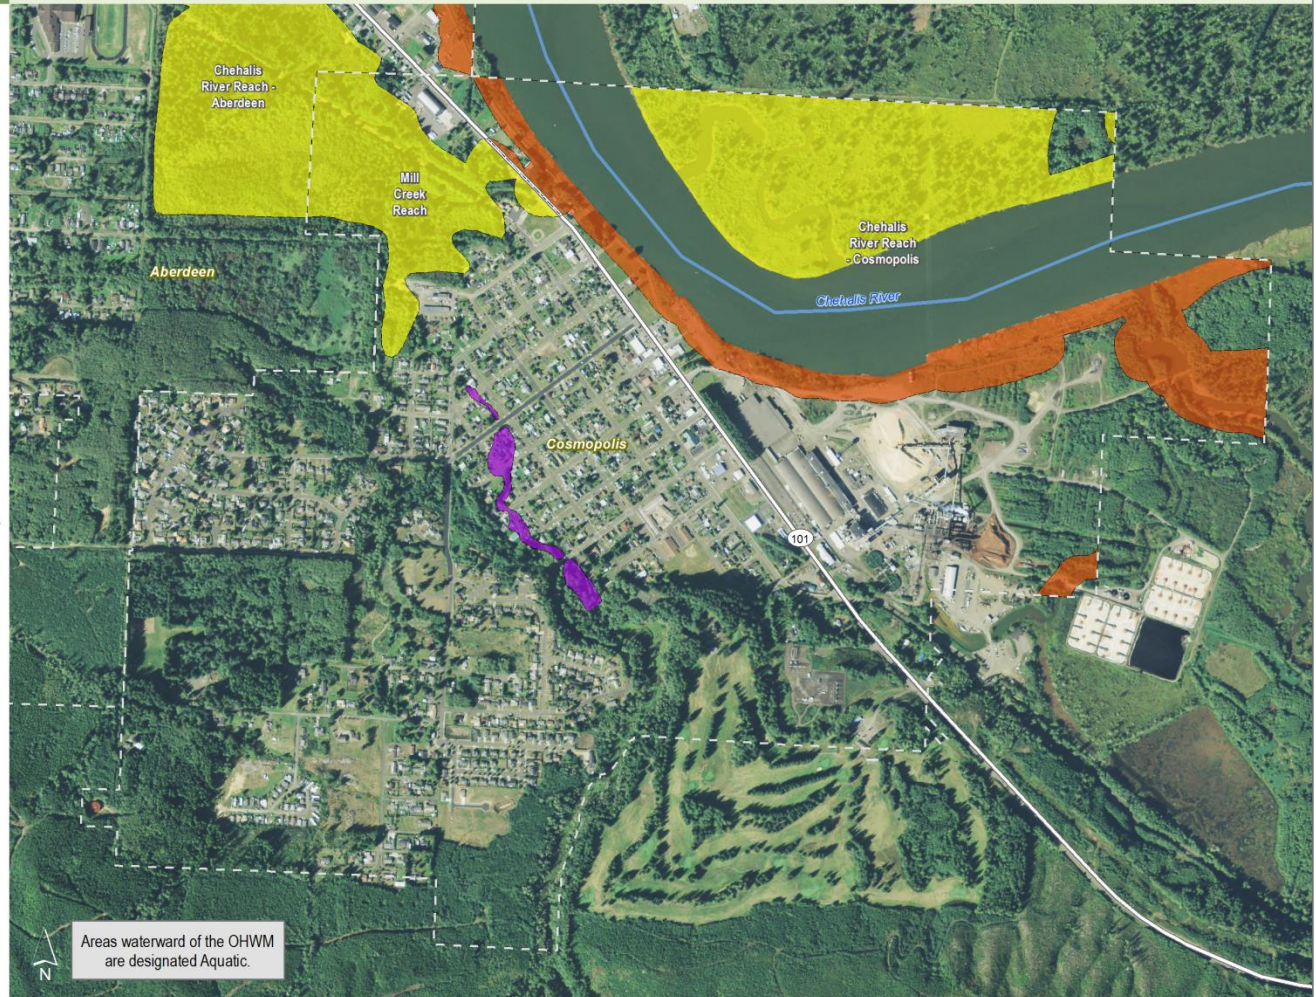 Chehalis
River Reach -
Aberdeen
Mill
Creek
Reach
Chehalis
River Reach
- Cosmopolis
Aberdeen
Chehalis River
Cosmopolis
101
Areas waterward of the OHWM
are designated Aquatic.
N